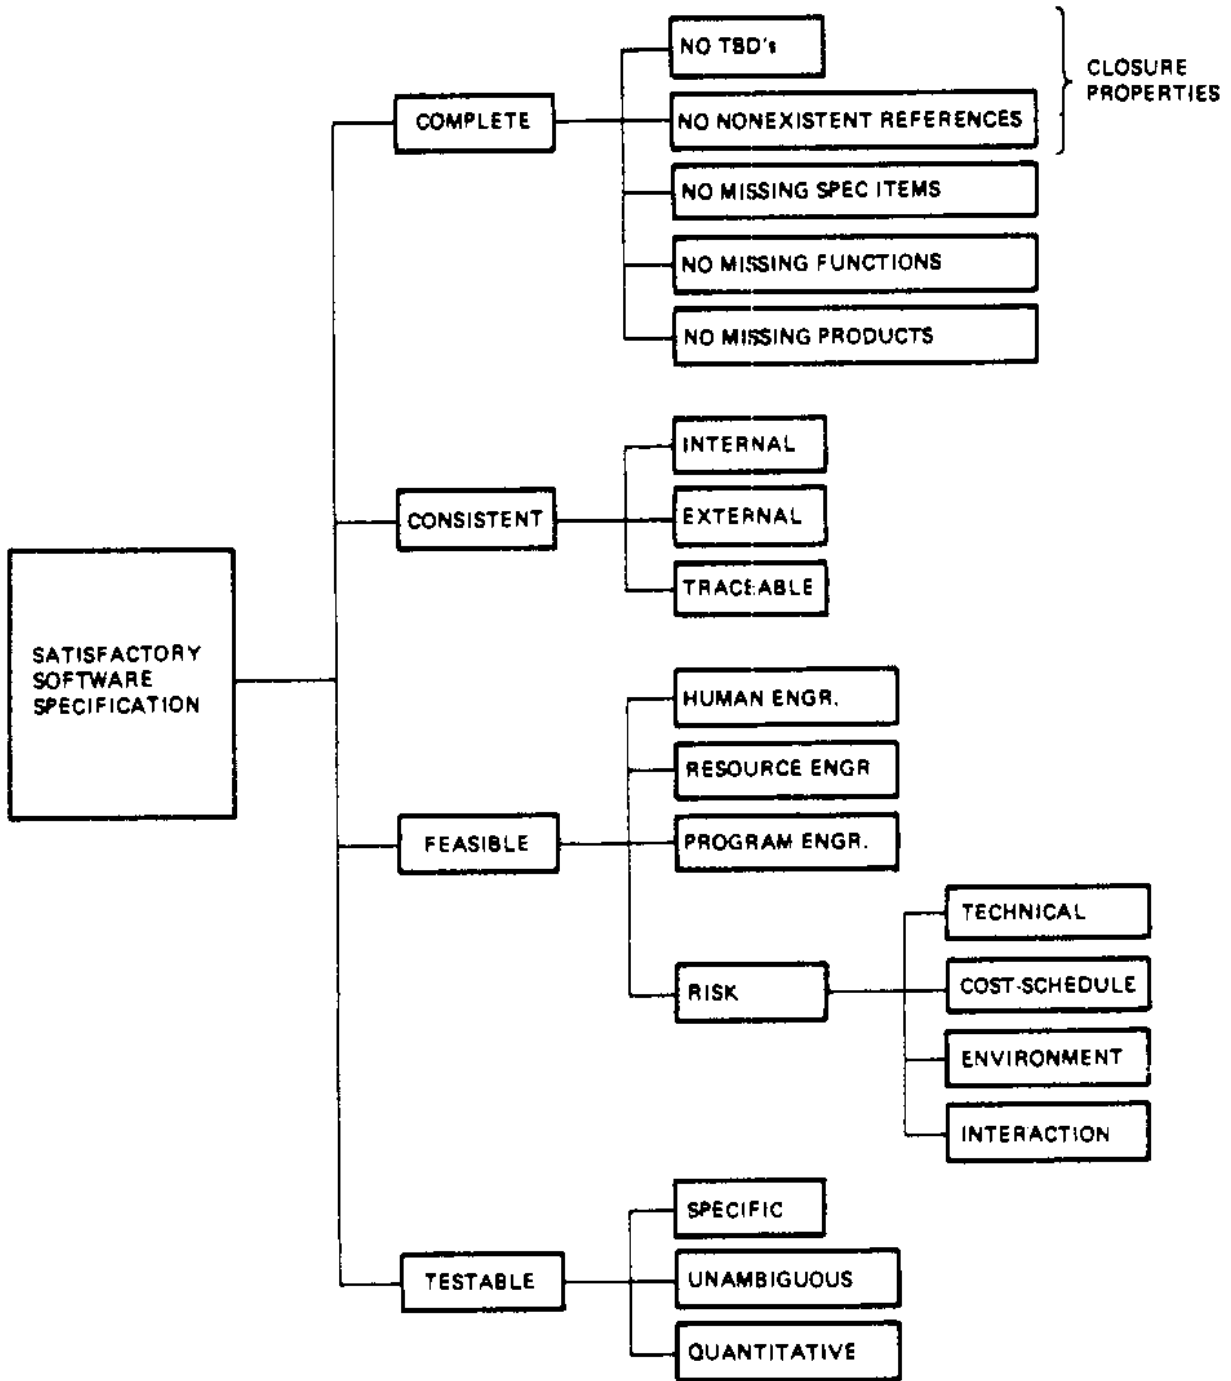 NO TBD's
CLOSURE
PROPERTIES
COMPLETE
NO NONEXISTENT REFERENCES
NO MISSING SPEC ITEMS
NO MISSING FUNCTIONS
NO MISSING PRODUCTS
INTERNAL
CONSISTENT
EXTERNAL
TRACEABLE
SATISFACTORY
SOFTWARE
SPECIFICATION
HUMAN ENGR.
RESOURCE ENGR
FEASIBLE
PROGRAM ENGR.
TECHNICAL
RISK
COST-SCHEDULE
ENVIRONMENT
INTERACTION
SPECIFIC
TESTABLE
UNAMBIGUOUS
QUANTITATIVE